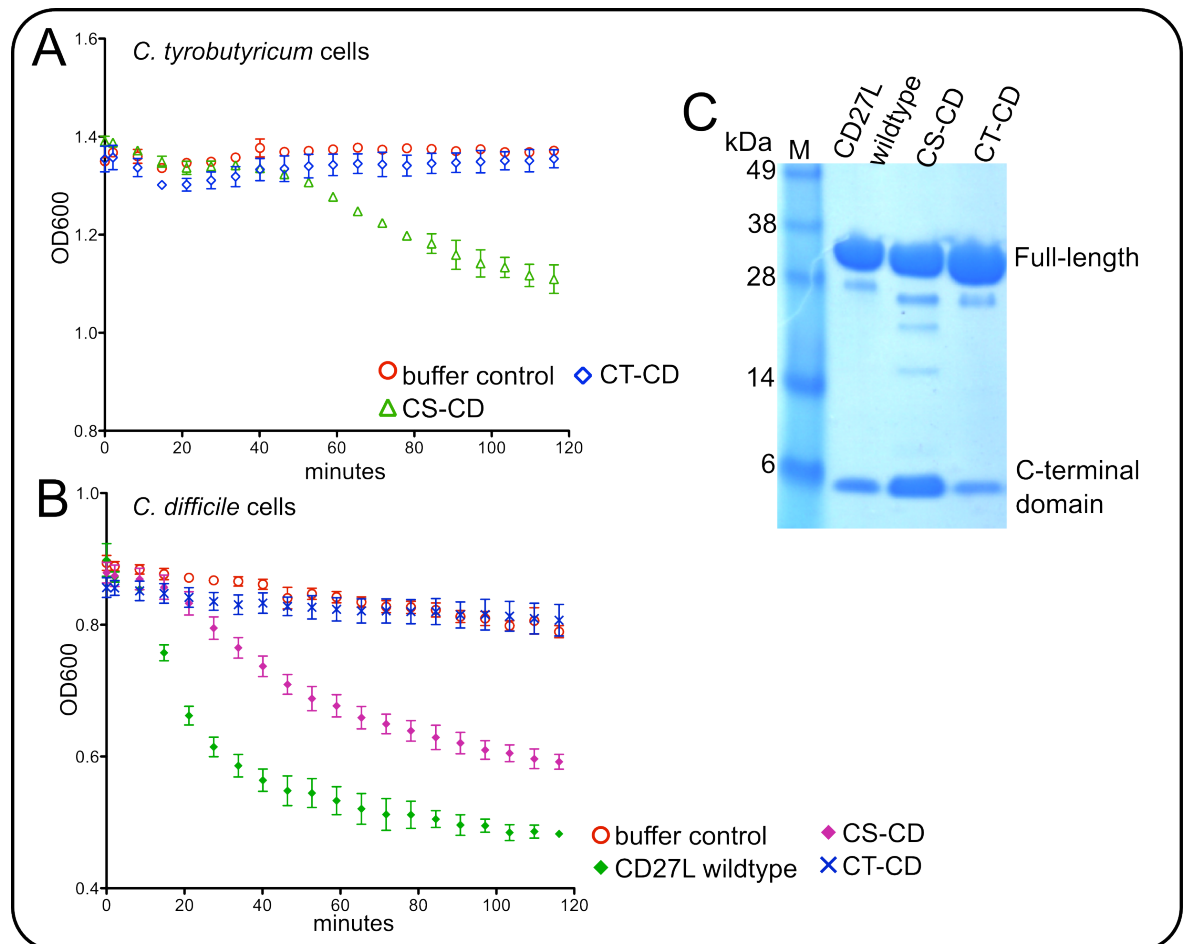 A
C. tyrobutyricum cells
1.6
1.4
1.2
1.0
0.8
OD600
0 20 40 60 80 100 120
minutes
buffer control CT-CD
CS-CD
B
C. difficile cells
1.0
0.8
0.6
0.4
OD600
0 20 40 60 80 100 120
minutes
buffer control CS-CD
CD27L wildtype CT-CD
C
kDa M CD27L wildtype CS-CD CT-CD
49
38
28
14
6
Full-length
C-terminal
domain